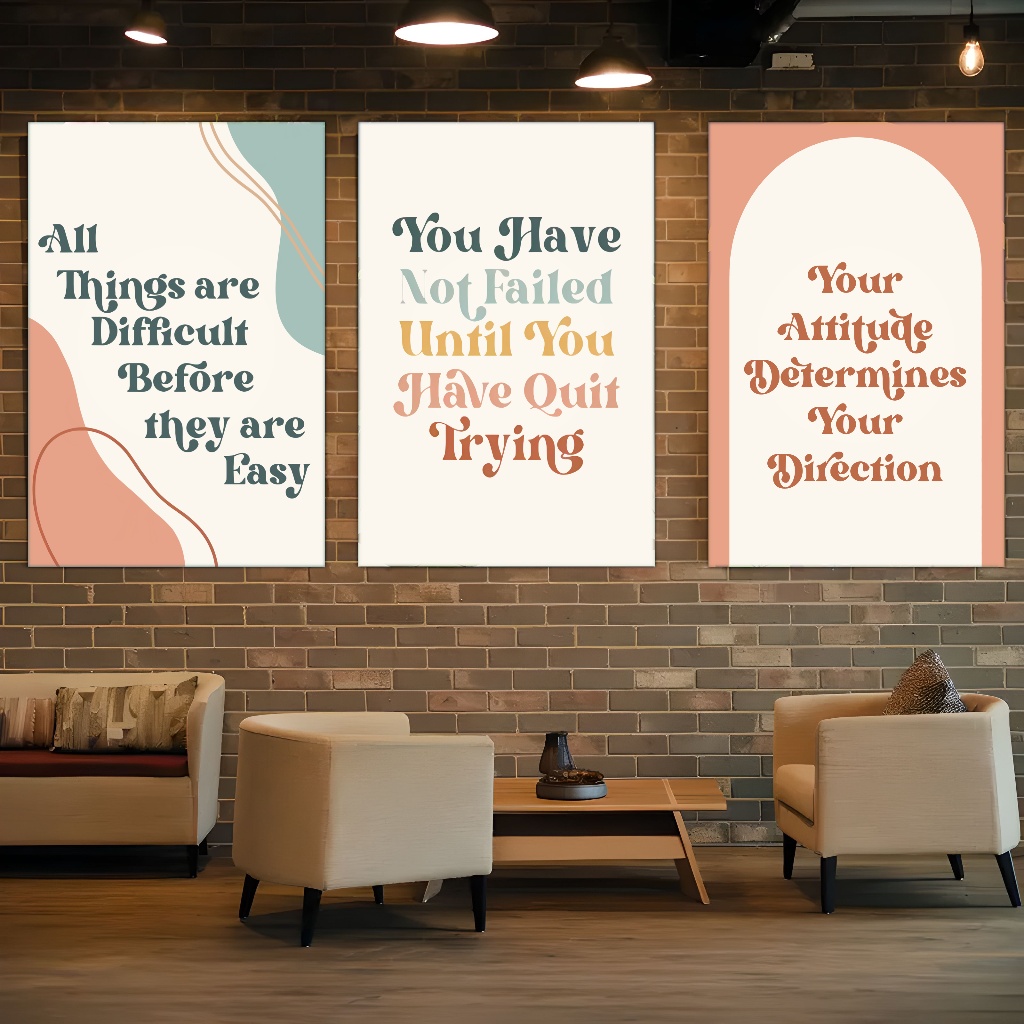 All
Things are
Difficult
Before
they are
Easy
You Have
Not Failed
Until You
Have Quit
Trying
Your
Attitude
Determines
Your
Direction